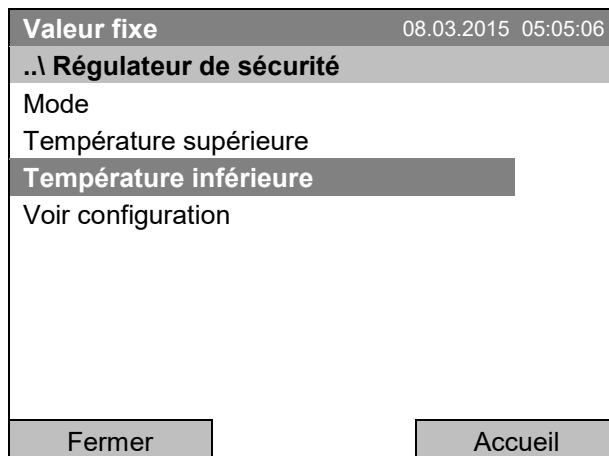 Valeur fixe 08.03.2015 05:05:06
..\ Régulateur de sécurité
Mode
Température supérieure
Température inférieure
Voir configuration
Fermer Accueil